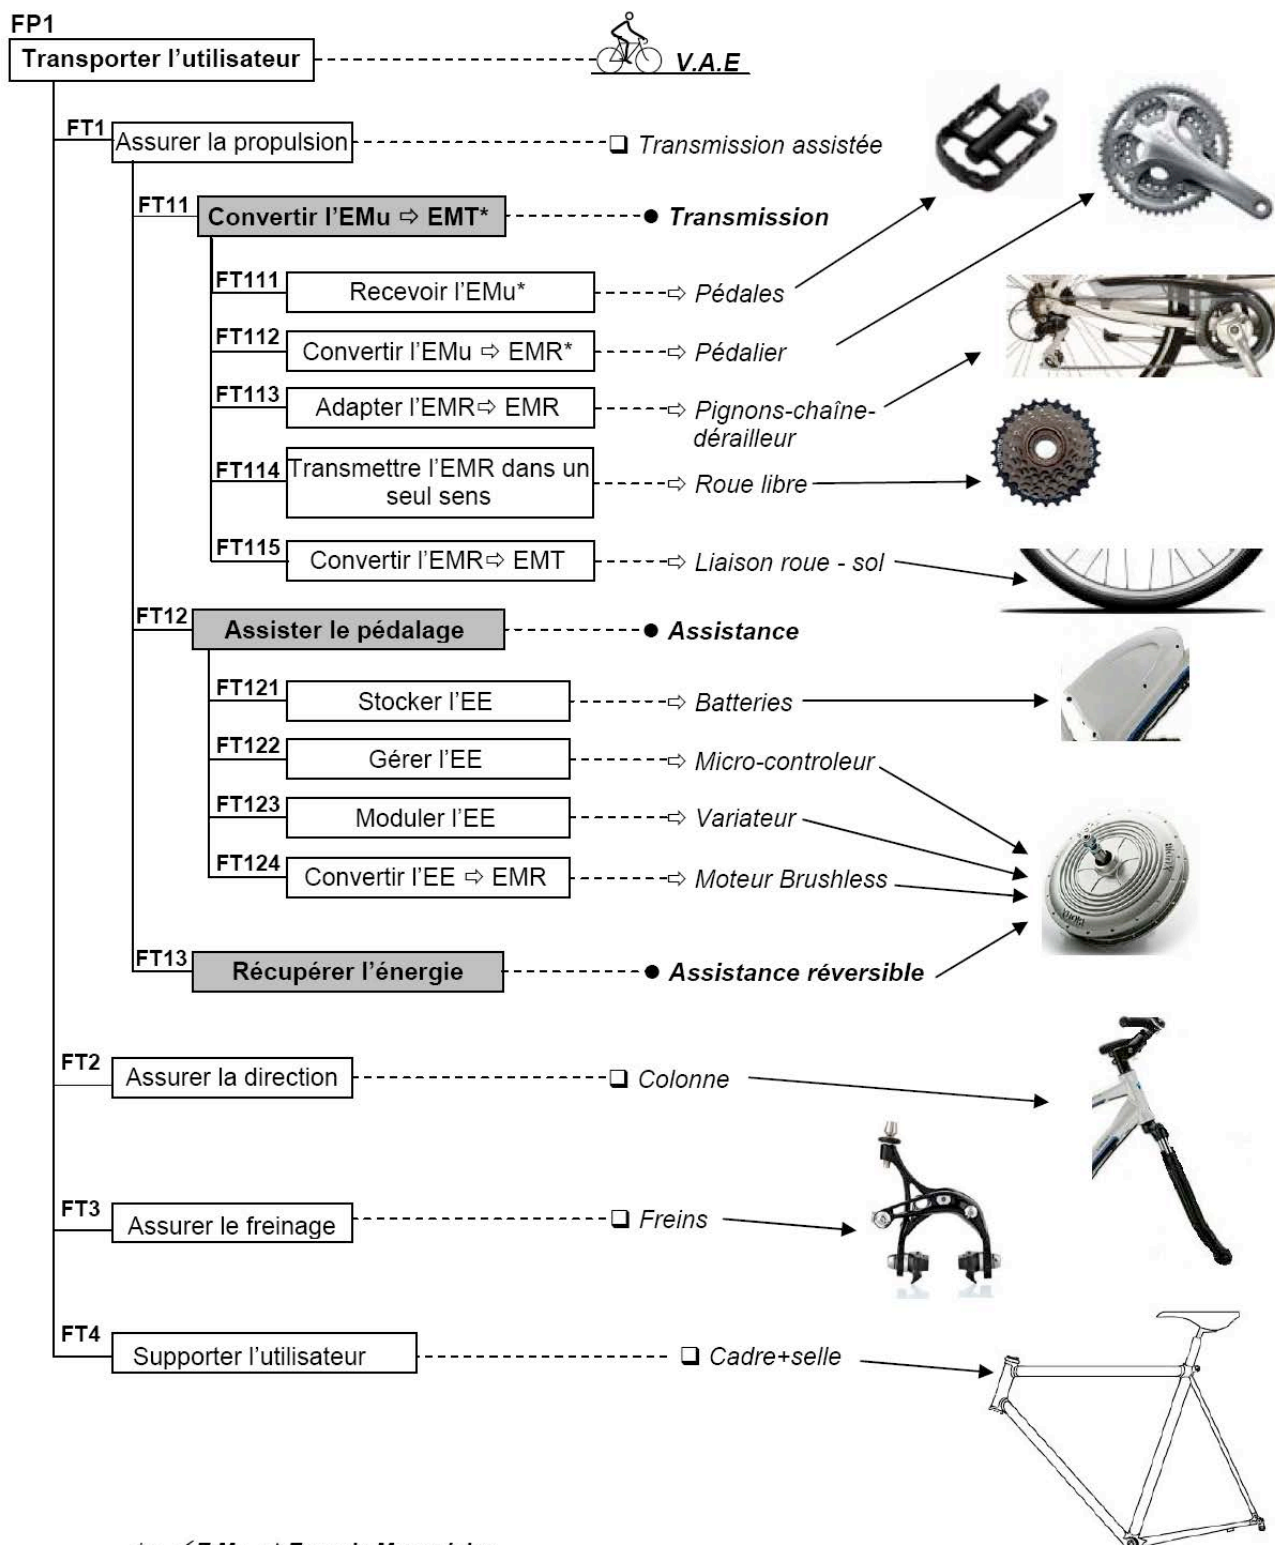 FP1
Transporter l'utilisateur
V.A.E
FT1
Assurer la propulsion
❑ Transmission assistée
FT11
Convertir l'EMu ⇨ EMT*
● Transmission
FT111
Recevoir l'EMu*
⇨ Pédales
FT112
Convertir l'EMu ⇨ EMR*
⇨ Pédalier
FT113
Adapter l'EMR⇨ EMR
⇨ Pignons-chaîne-
dérailleur
FT114
Transmettre l'EMR dans un
seul sens
⇨ Roue libre
FT115
Convertir l'EMR⇨ EMT
⇨ Liaison roue - sol
FT12
Assister le pédalage
● Assistance
FT121
Stocker l'EE
⇨ Batteries
FT122
Gérer l'EE
⇨ Micro-controleur
FT123
Moduler l'EE
⇨ Variateur
FT124
Convertir l'EE ⇨ EMR
⇨ Moteur Brushless
FT13
Récupérer l'énergie
● Assistance réversible
FT2
Assurer la direction
❑ Colonne
FT3
Assurer le freinage
❑ Freins
FT4
Supporter l'utilisateur
❑ Cadre+selle